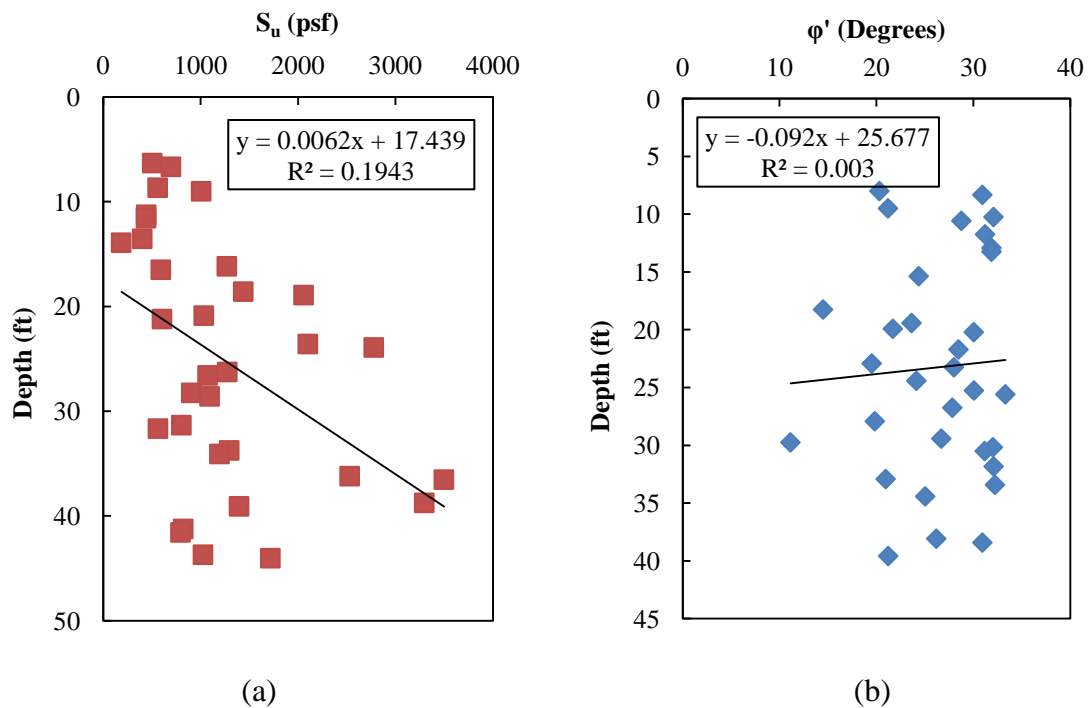 S_u (psf)
0 1000 2000 3000 4000
0
10
20
30
40
50
Depth (ft)
y = 0.0062x + 17.439
R² = 0.1943
(a)
φ' (Degrees)
0 10 20 30 40
0
5
10
15
20
25
30
35
40
45
Depth (ft)
y = -0.092x + 25.677
R² = 0.003
(b)